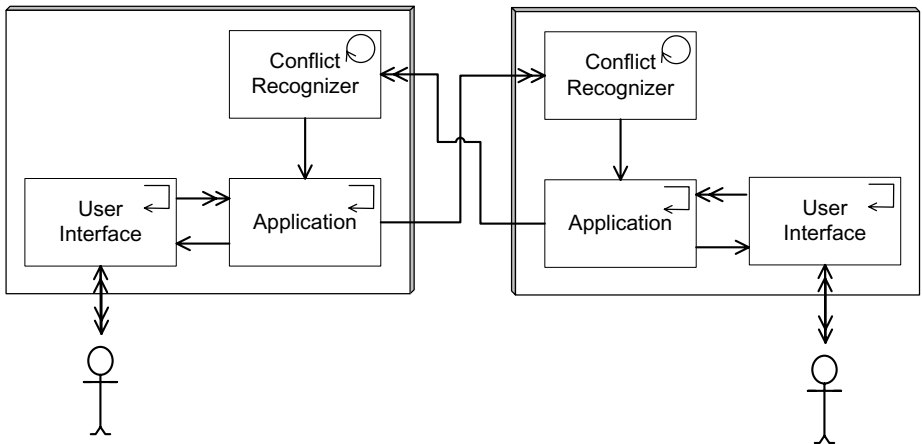 Conflict
Recognizer
User
Interface
Application
Conflict
Recognizer
Application
User
Interface